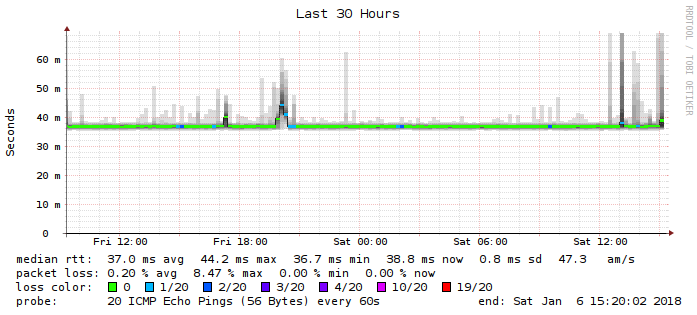 Last 30 Hours
RRDTOOL / TOBI OETIKER
Seconds
60 m
50 m
40 m
30 m
20 m
10 m
0
Fri 12:00 Fri 18:00 Sat 00:00 Sat 06:00 Sat 12:00
median rtt: 37.0 ms avg 44.2 ms max 36.7 ms min 38.8 ms now 0.8 ms sd 47.3 am/s
packet loss: 0.20 % avg 8.47 % max 0.00 % min 0.00 % now
loss color: 0 1/20 2/20 3/20 4/20 10/20 19/20
probe: 20 ICMP Echo Pings (56 Bytes) every 60s end: Sat Jan 6 15:20:02 2018